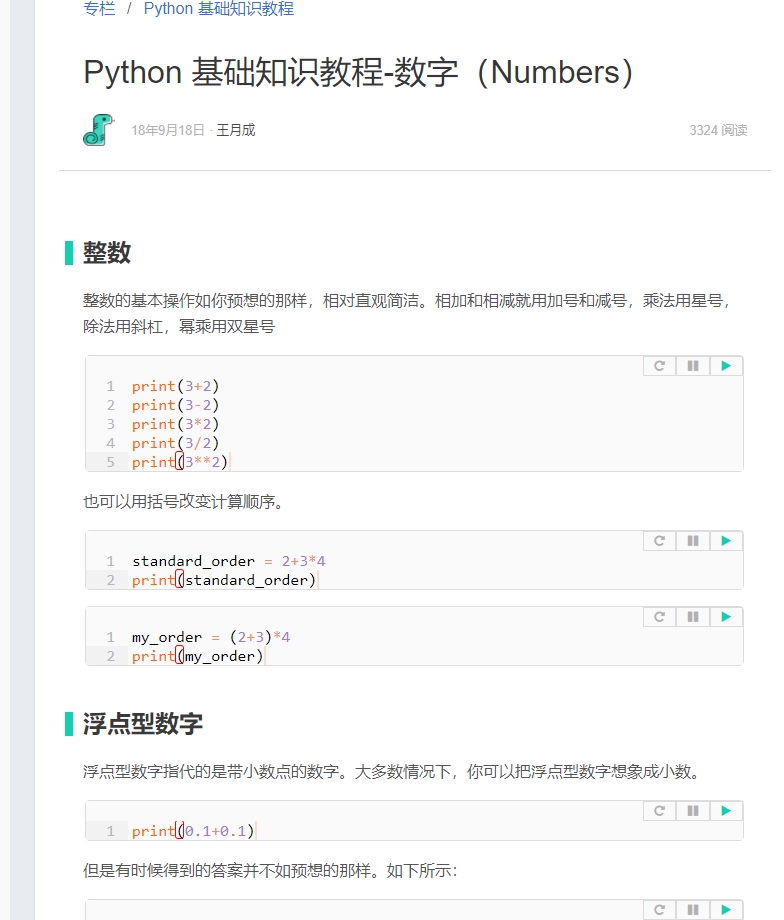 专栏 / Python 基础知识教程
Python 基础知识教程-数字（Numbers）
18年9月18日 · 王月成
3324 阅读
整数
整数的基本操作如你预想的那样，相对直观简洁。相加和相减就用加号和减号，乘法用星号，
除法用斜杠，幂乘用双星号
1 print(3+2)
2 print(3-2)
3 print(3*2)
4 print(3/2)
5 print(3**2)
也可以用括号改变计算顺序。
1 standard_order = 2+3*4
2 print(standard_order)
1 my_order = (2+3)*4
2 print(my_order)
浮点型数字
浮点型数字指代的是带小数点的数字。大多数情况下，你可以把浮点型数字想象成小数。
1 print(0.1+0.1)
但是有时候得到的答案并不如预想的那样。如下所示：